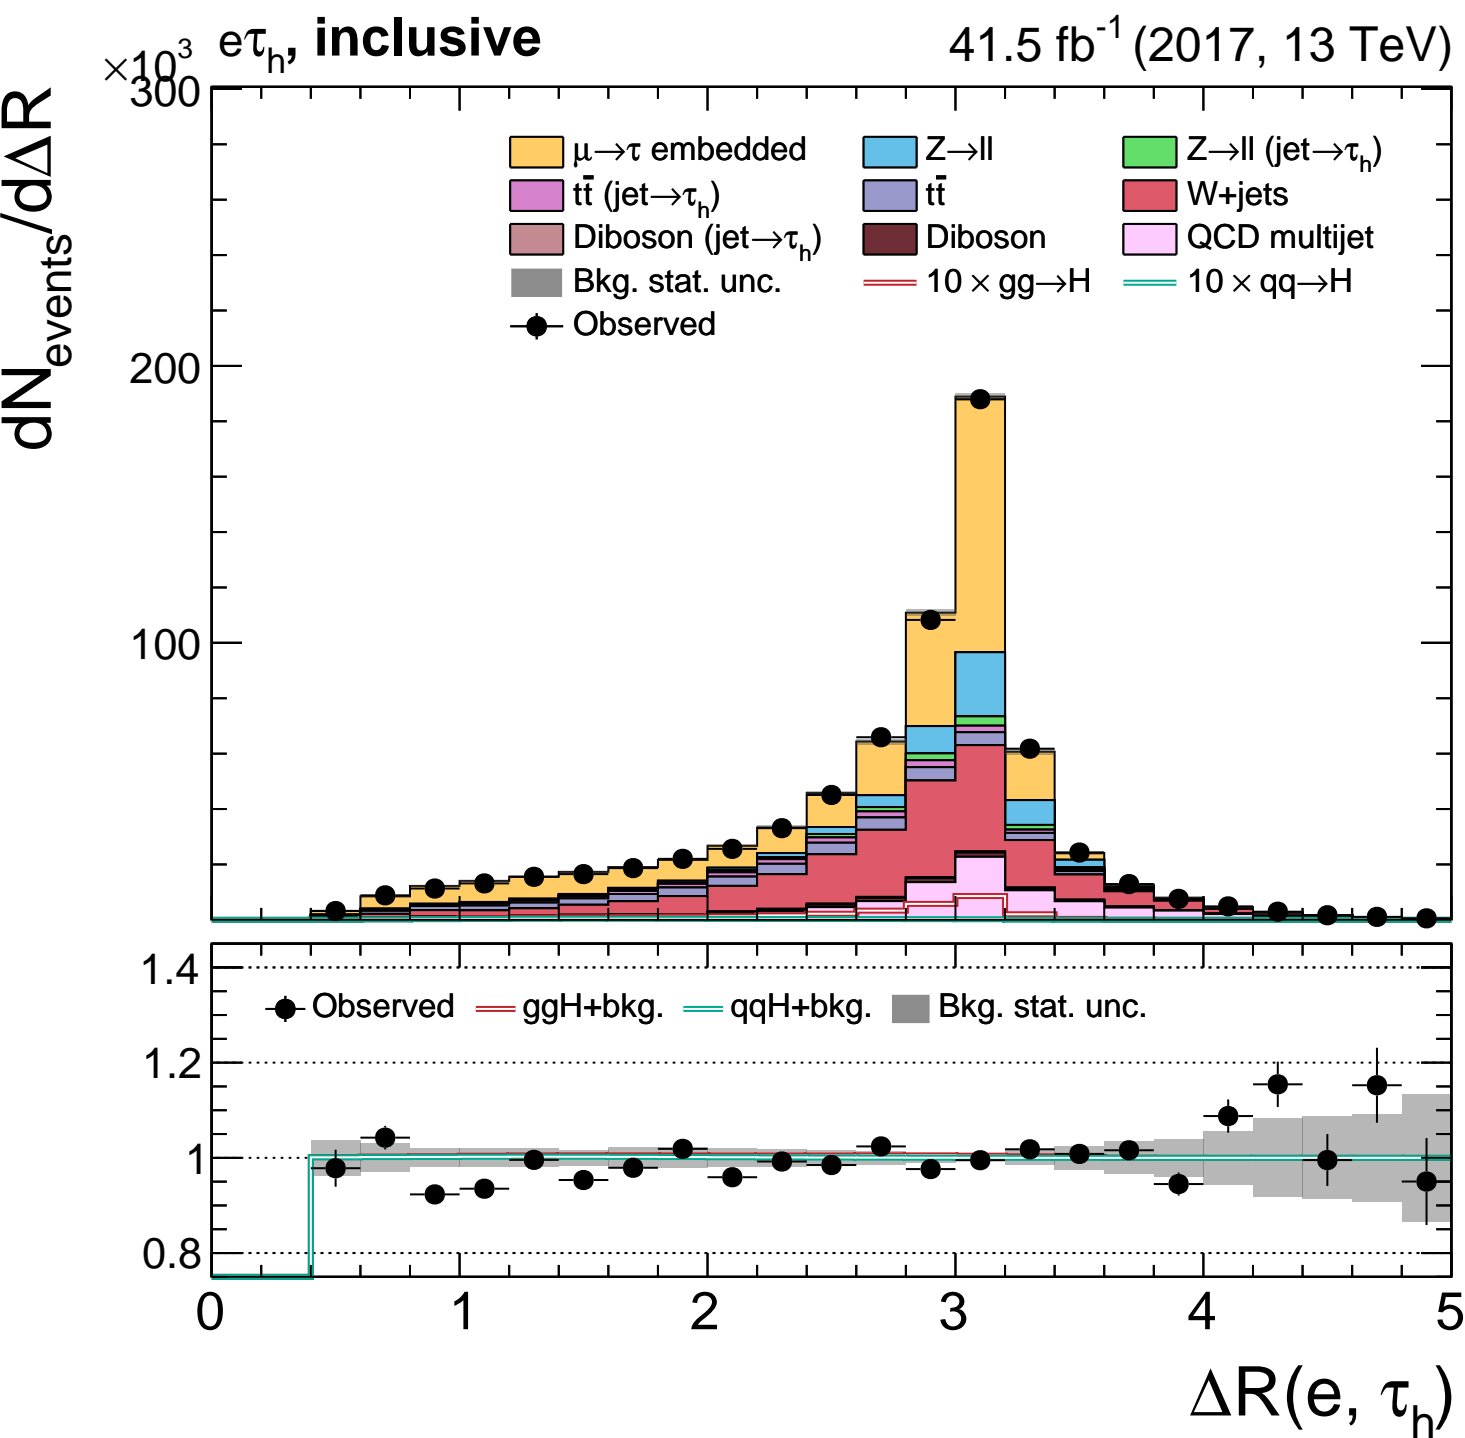 ×10³ eτₕ, inclusive 41.5 fb⁻¹ (2017, 13 TeV)
300
200
100
dN_events/dΔR
μ→τ embedded Z→ll Z→ll (jet→τₕ)
tt̄ (jet→τₕ) tt̄ W+jets
Diboson (jet→τₕ) Diboson QCD multijet
Bkg. stat. unc. 10 × gg→H 10 × qq→H
Observed
1.4
1.2
1
0.8
Observed ggH+bkg. qqH+bkg. Bkg. stat. unc.
0 1 2 3 4 5
ΔR(e, τₕ)